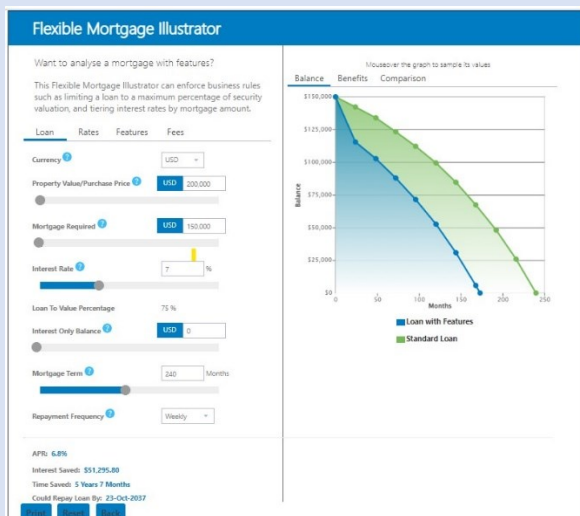 Flexible Mortgage Illustrator
Want to analyse a mortgage with features?
This Flexible Mortgage Illustrator can enforce business rules
such as limiting a loan to a maximum percentage of security
valuation, and tiering interest rates by mortgage amount.
Loan Rates Features Fees
Currency ? USD
Property Value/Purchase Price ? USD 200,000
Mortgage Required ? USD 150,000
Interest Rate ? 7 %
Loan To Value Percentage 75 %
Interest Only Balance ? USD 0
Mortgage Term ? 240 Months
Repayment Frequency ? Weekly
APR: 6.8%
Interest Saved: $51,295.80
Time Saved: 5 Years 7 Months
Could Repay Loan By: 23-Oct-2037
Print Reset Back
Mouseover the graph to sample its values
Balance Benefits Comparison
$150,000
$125,000
$100,000
$75,000
$50,000
$25,000
$0
Balance
0 50 100 150 200 250
Months
Loan with Features
Standard Loan